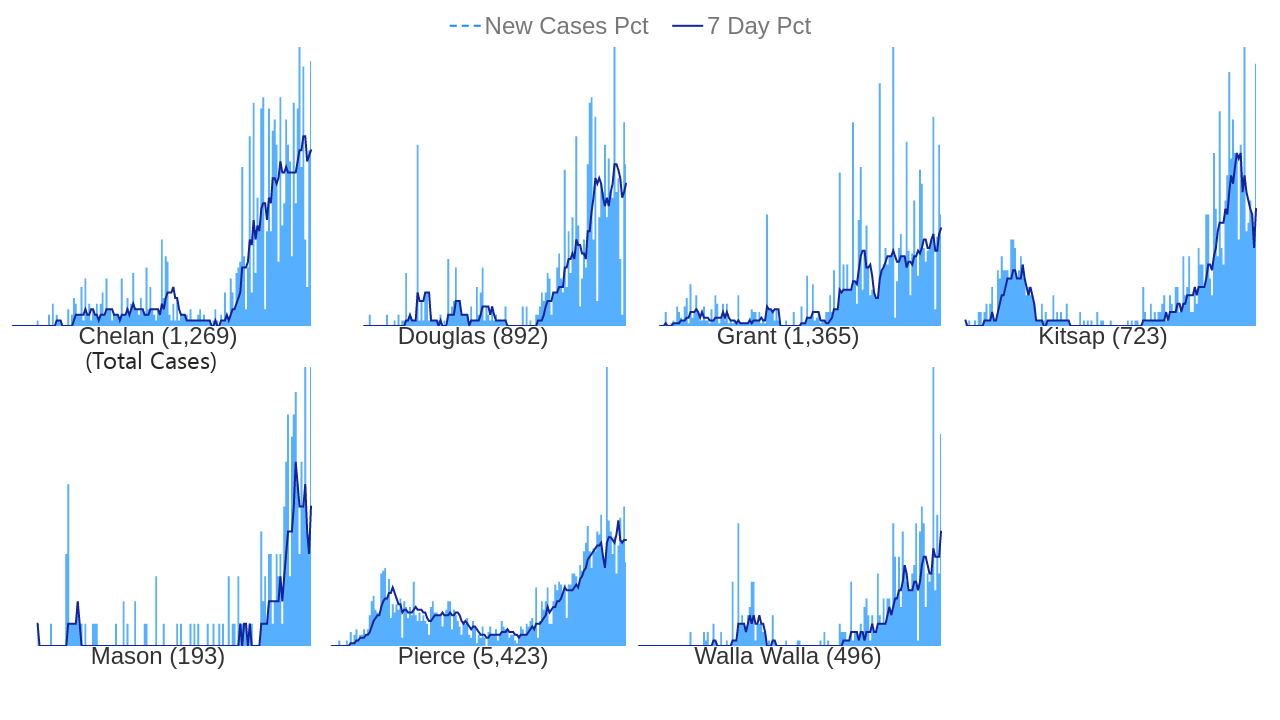 New Cases Pct 7 Day Pct
Chelan (1,269)
(Total Cases)
Douglas (892)
Grant (1,365)
Kitsap (723)
Mason (193)
Pierce (5,423)
Walla Walla (496)